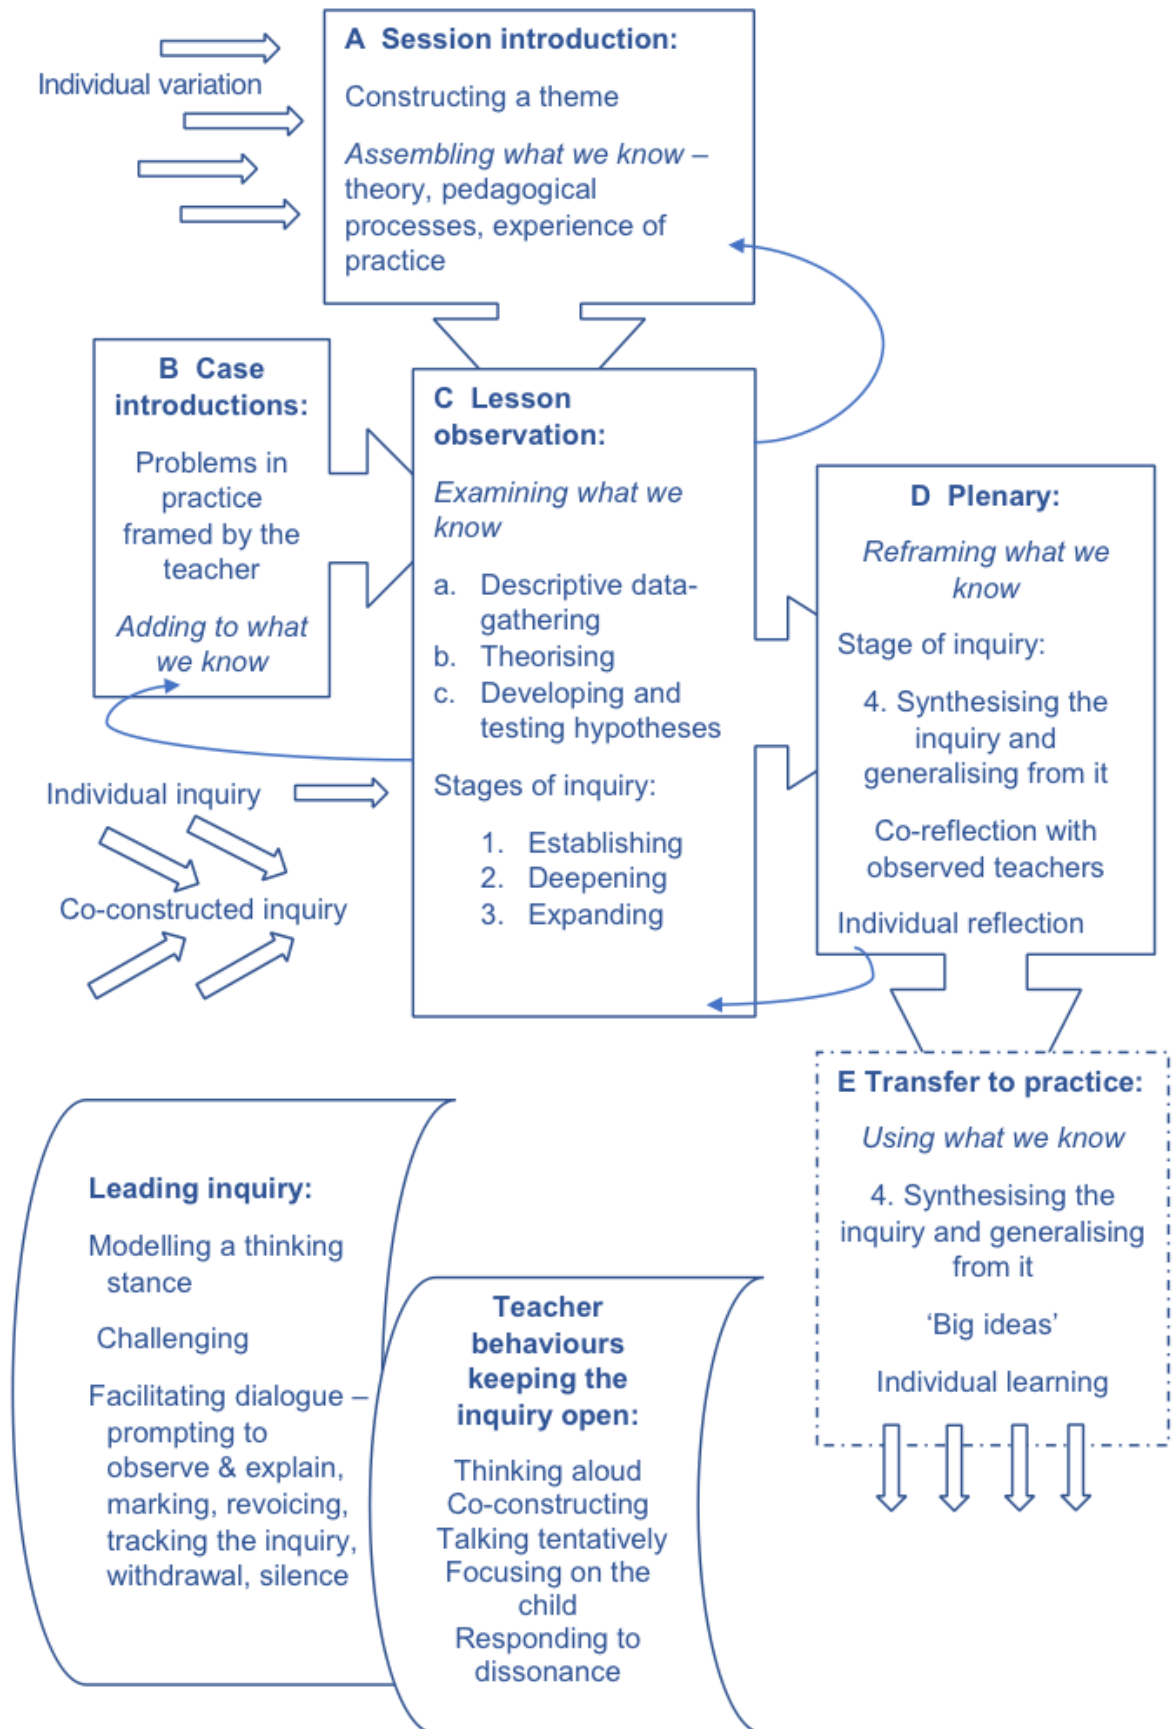 Individual variation
A Session introduction:
Constructing a theme
Assembling what we know –
theory, pedagogical
processes, experience of
practice
B Case
introductions:
Problems in
practice
framed by the
teacher
Adding to what
we know
C Lesson
observation:
Examining what we
know
a. Descriptive data-
gathering
b. Theorising
c. Developing and
testing hypotheses
Stages of inquiry:
1. Establishing
2. Deepening
3. Expanding
Individual inquiry
Co-constructed inquiry
D Plenary:
Reframing what we
know
Stage of inquiry:
4. Synthesising the
inquiry and
generalising from it
Co-reflection with
observed teachers
Individual reflection
E Transfer to practice:
Using what we know
4. Synthesising the
inquiry and generalising
from it
‘Big ideas’
Individual learning
Leading inquiry:
Modelling a thinking
stance
Challenging
Facilitating dialogue –
prompting to
observe & explain,
marking, revoicing,
tracking the inquiry,
withdrawal, silence
Teacher
behaviours
keeping the
inquiry open:
Thinking aloud
Co-constructing
Talking tentatively
Focusing on the
child
Responding to
dissonance